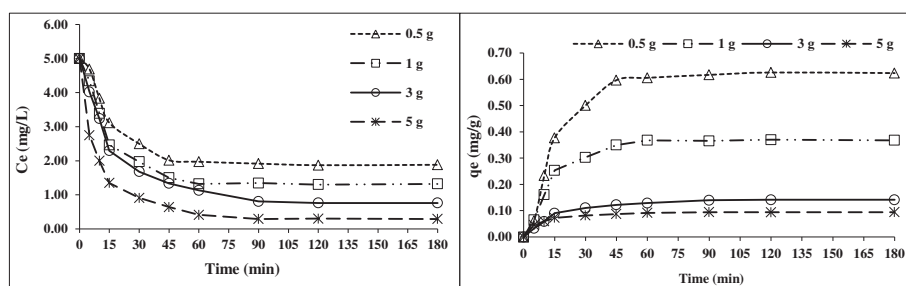 6.00
5.00
4.00
3.00
2.00
1.00
0.00
Ce (mg/L)
0 15 30 45 60 75 90 105 120 135 150 165 180
Time (min)
0.5 g
1 g
3 g
5 g
0.70
0.60
0.50
0.40
0.30
0.20
0.10
0.00
qe (mg/g)
0 15 30 45 60 75 90 105 120 135 150 165 180
Time (min)
0.5 g 1 g 3 g 5 g